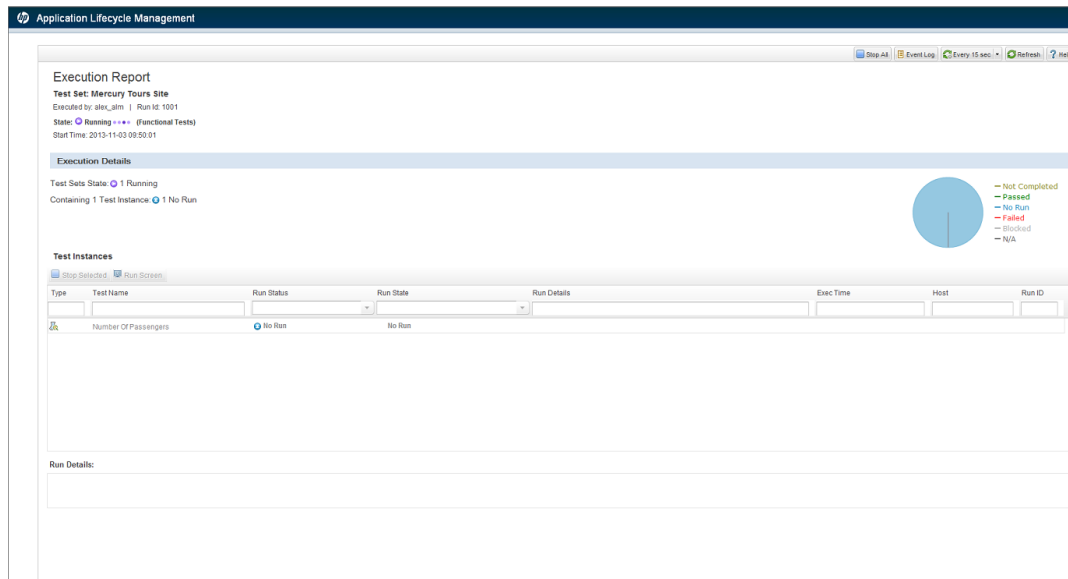 hp Application Lifecycle Management
Stop All Event Log Every 15 sec Refresh ?
Execution Report
Test Set: Mercury Tours Site
Executed by: alex_alm | Run Id: 1001
State: Running (Functional Tests)
Start Time: 2013-11-03 09:50:01
Execution Details
Test Sets State: 1 Running
Containing 1 Test Instance: 1 No Run
Not Completed
Passed
No Run
Failed
Blocked
N/A
Test Instances
Stop Selected Run Screen
Type Test Name Run Status Run State Run Details Exec Time Host Run ID
Number Of Passengers No Run No Run
Run Details: